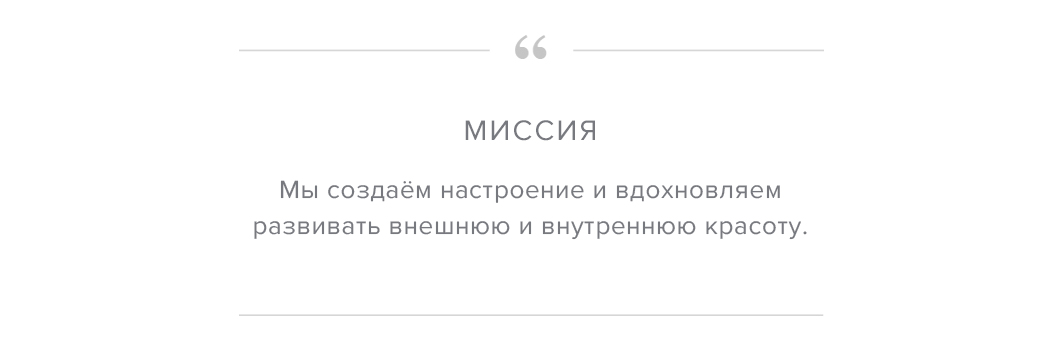 “
МИССИЯ
Мы создаём настроение и вдохновляем
развивать внешнюю и внутреннюю красоту.